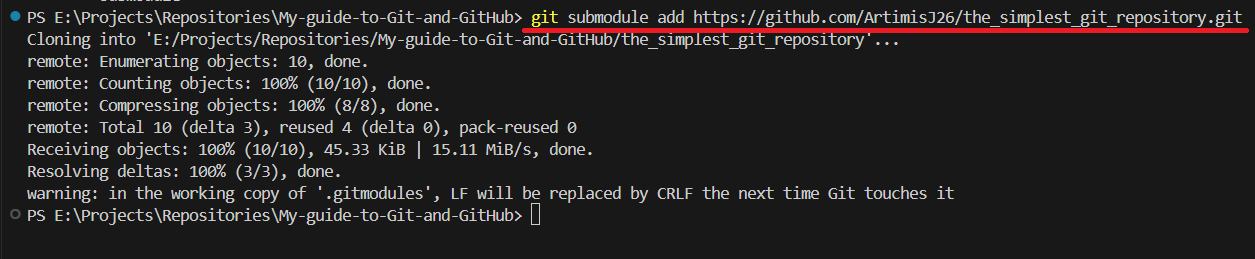 PS E:\Projects\Repositories\My-guide-to-Git-and-GitHub> git submodule add https://github.com/ArtimisJ26/the_simplest_git_repository.git
Cloning into 'E:/Projects/Repositories/My-guide-to-Git-and-GitHub/the_simplest_git_repository'...
remote: Enumerating objects: 10, done.
remote: Counting objects: 100% (10/10), done.
remote: Compressing objects: 100% (8/8), done.
remote: Total 10 (delta 3), reused 4 (delta 0), pack-reused 0
Receiving objects: 100% (10/10), 45.33 KiB | 15.11 MiB/s, done.
Resolving deltas: 100% (3/3), done.
warning: in the working copy of '.gitmodules', LF will be replaced by CRLF the next time Git touches it
PS E:\Projects\Repositories\My-guide-to-Git-and-GitHub>